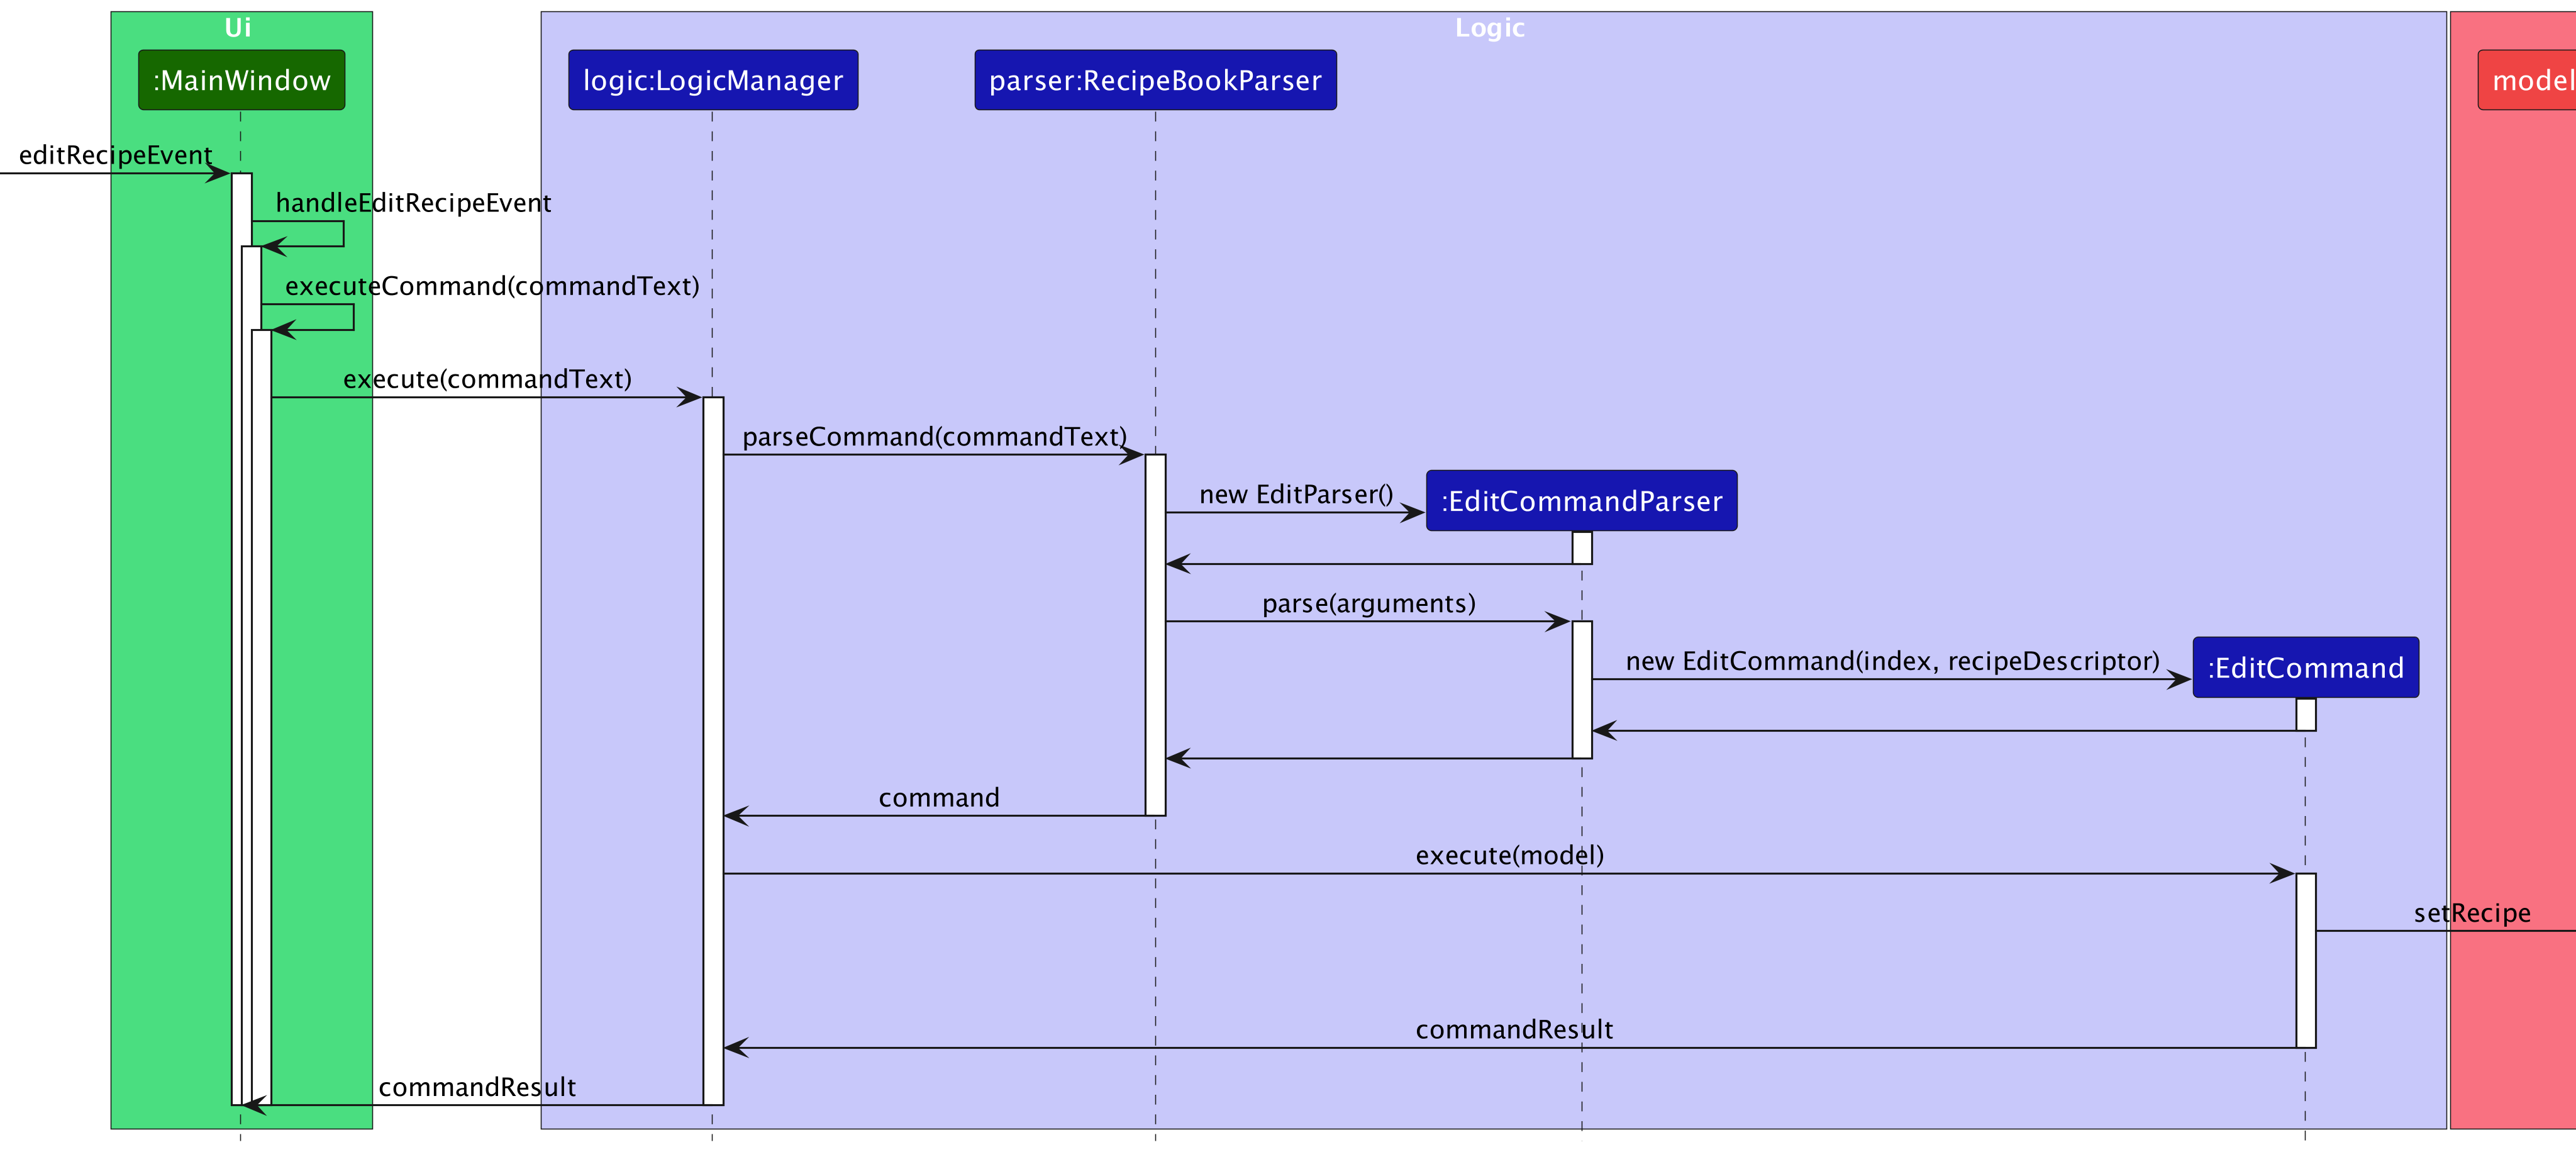 Ui
Logic
:MainWindow
logic:LogicManager
parser:RecipeBookParser
model
editRecipeEvent
handleEditRecipeEvent
executeCommand(commandText)
execute(commandText)
parseCommand(commandText)
new EditParser()
:EditCommandParser
parse(arguments)
new EditCommand(index, recipeDescriptor)
:EditCommand
command
execute(model)
setRecipe
commandResult
commandResult